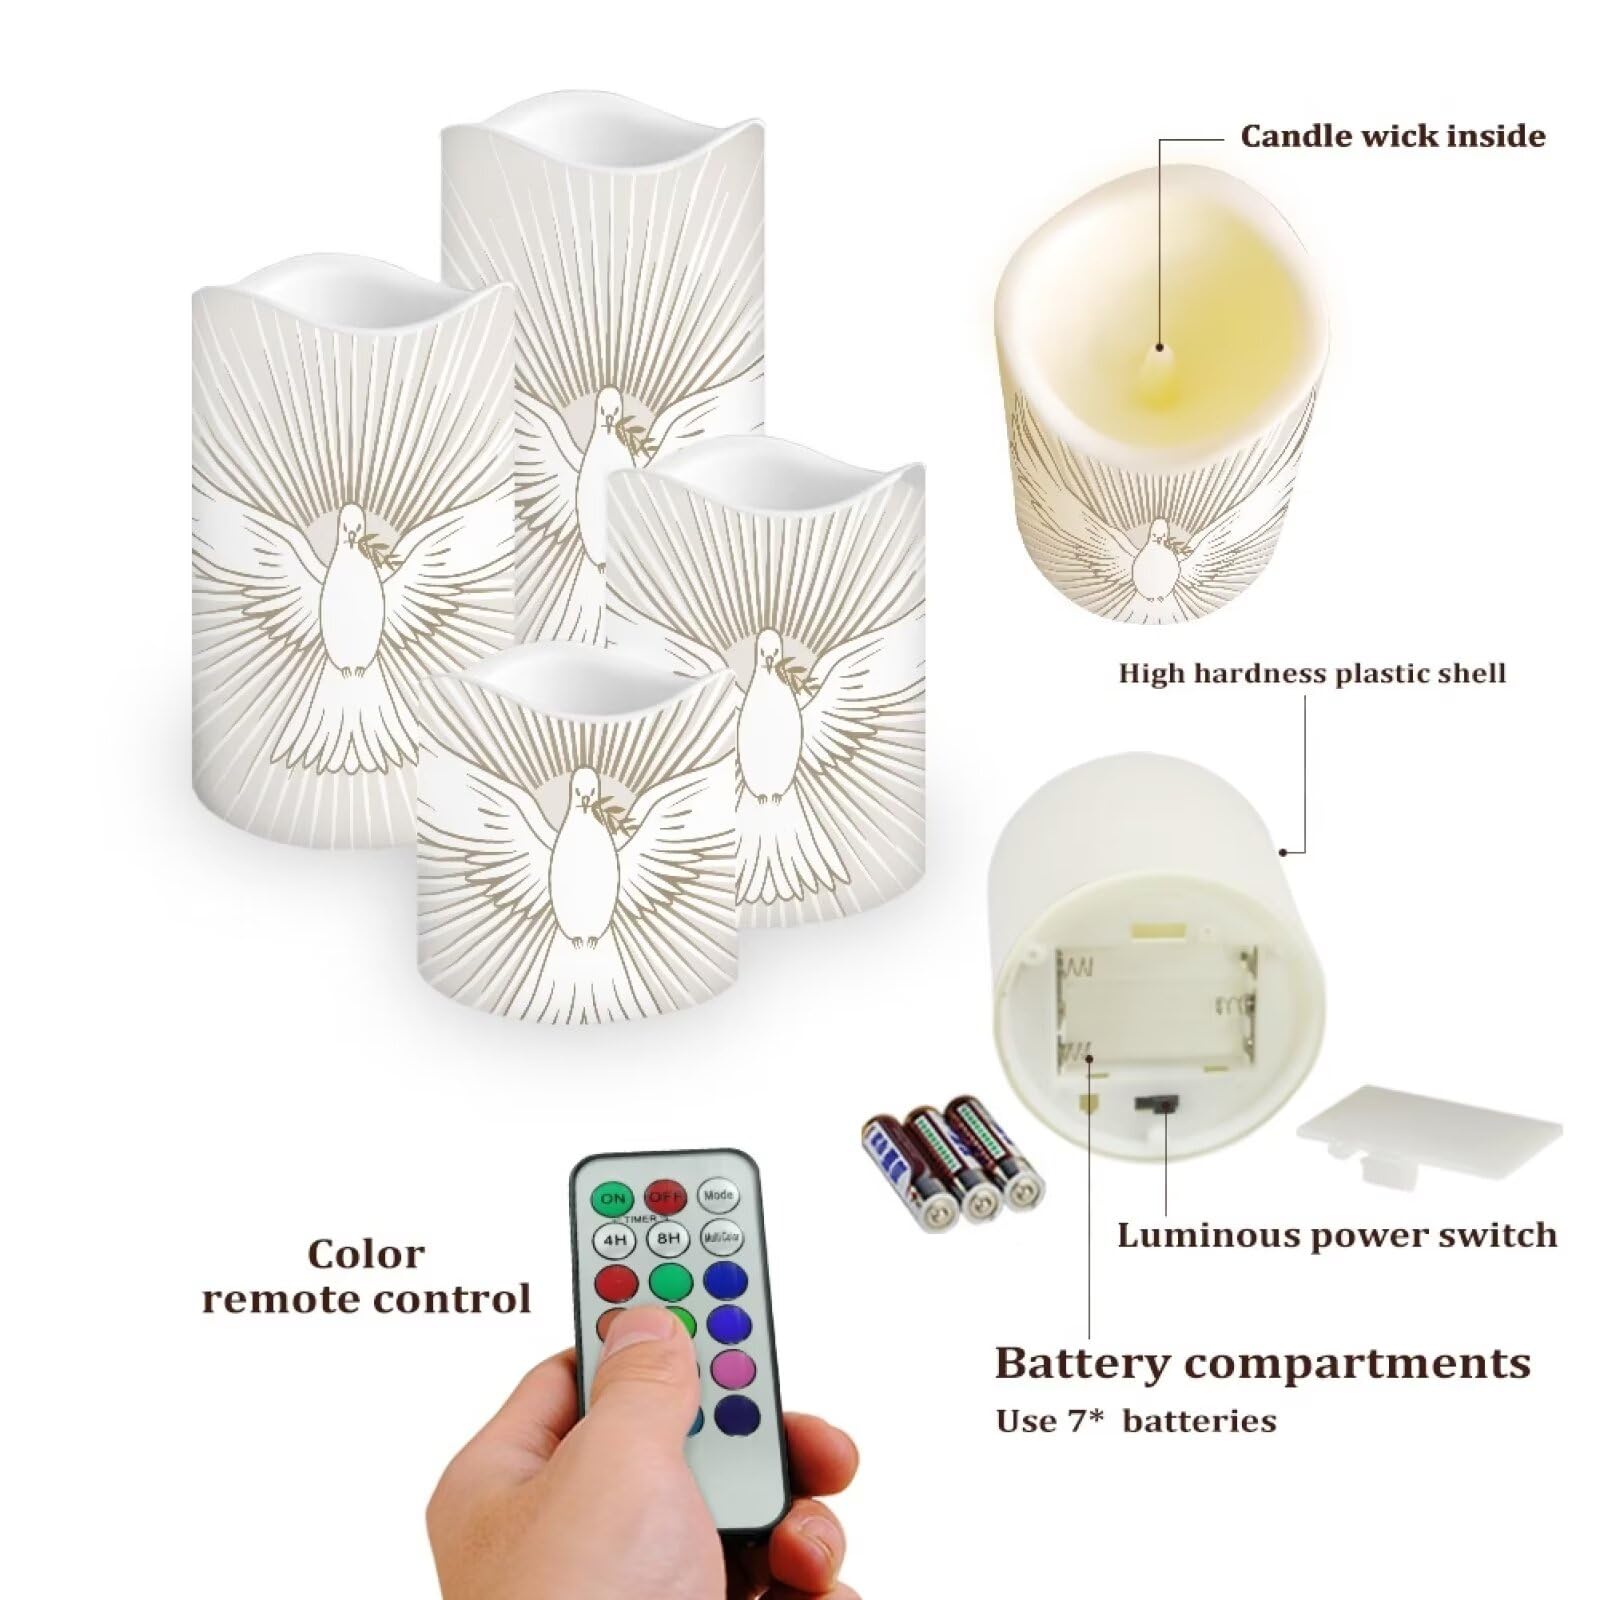 Candle wick inside
High hardness plastic shell
Luminous power switch
Battery compartments
Use 7* batteries
Color
remote control
ON OFF Mode
TIMER
4H 8H Multi Color